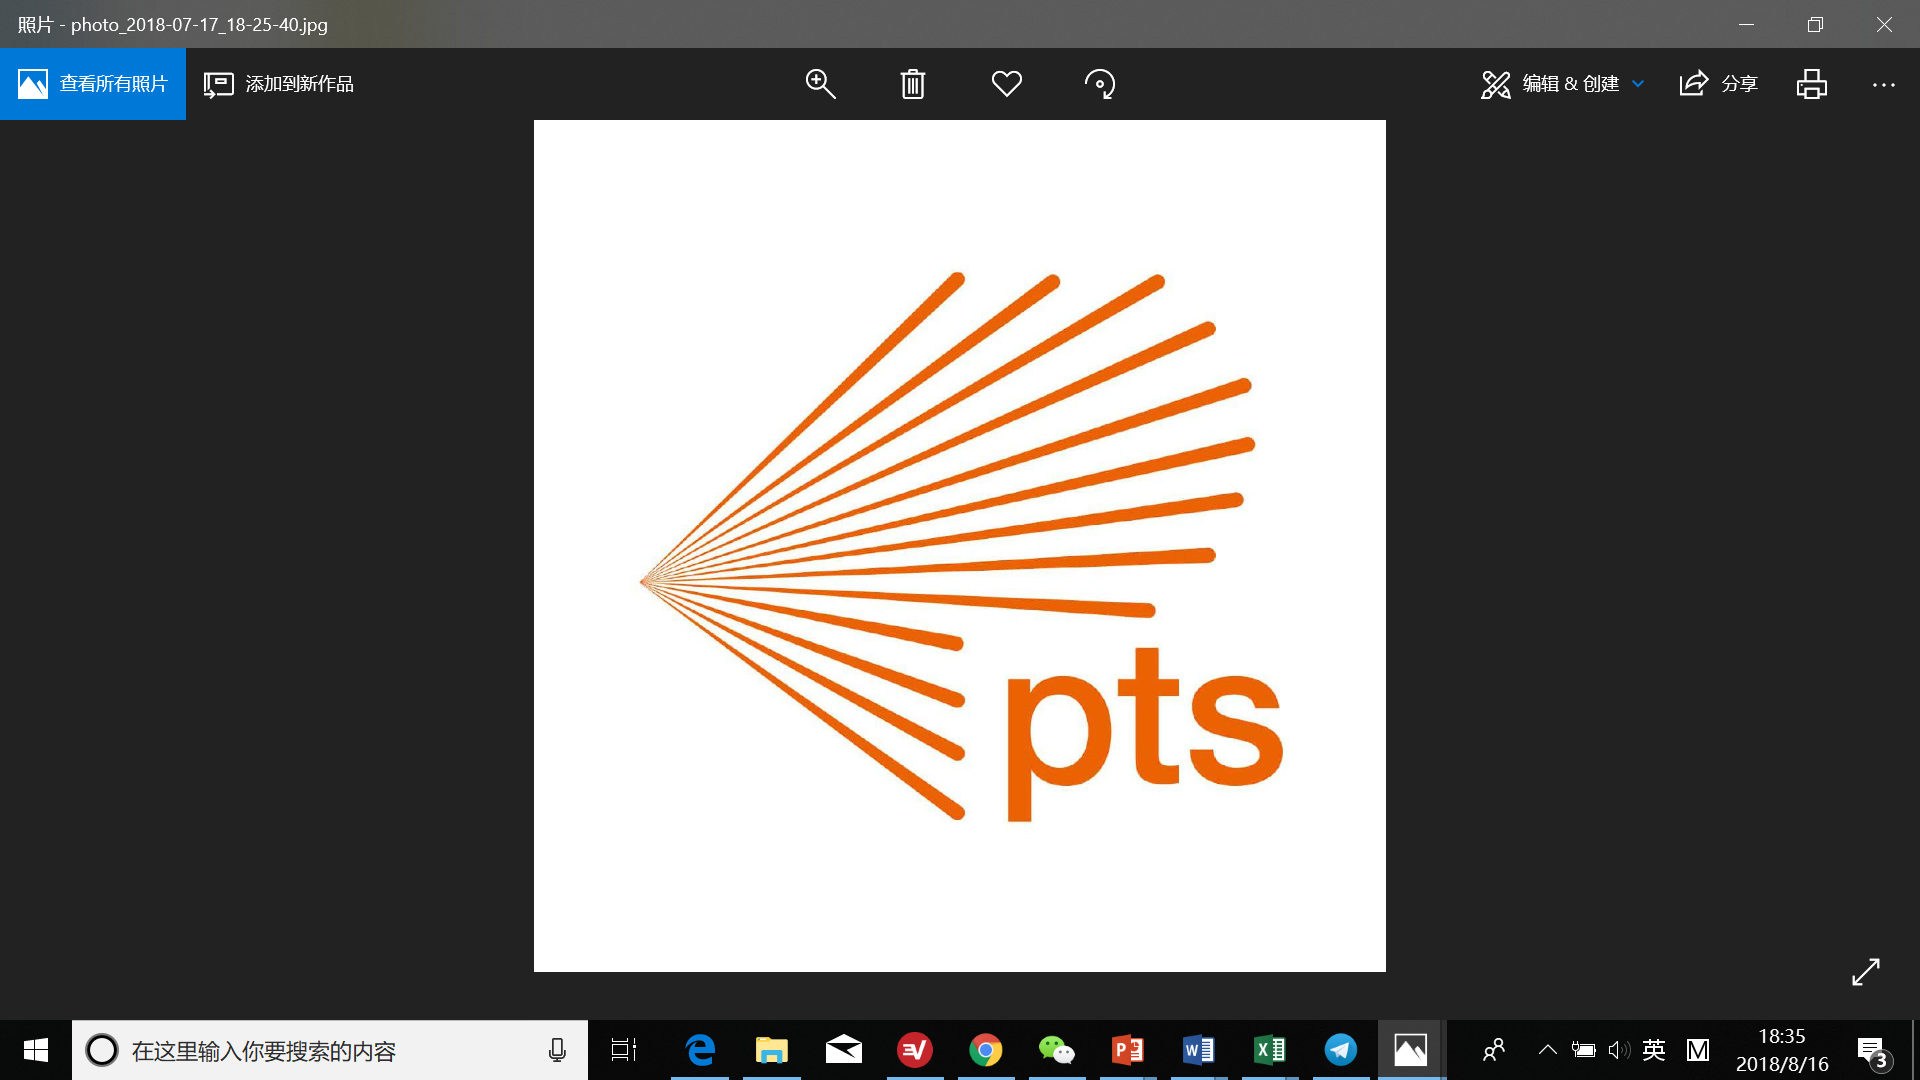 照片 - photo_2018-07-17_18-25-40.jpg
查看所有照片
添加到新作品
编辑 & 创建
分享
pts
在这里输入你要搜索的内容
英
M
18:35
2018/8/16
3